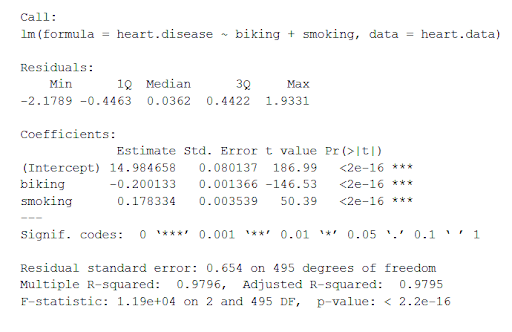 Call:
lm(formula = heart.disease ~ biking + smoking, data = heart.data)
Residuals:
Min 1Q Median 3Q Max
-2.1789 -0.4463 0.0362 0.4422 1.9331
Coefficients:
Estimate Std. Error t value Pr(>|t|)
(Intercept) 14.984658 0.080137 186.99 <2e-16 ***
biking -0.200133 0.001366 -146.53 <2e-16 ***
smoking 0.178334 0.003539 50.39 <2e-16 ***
---
Signif. codes: 0 '***' 0.001 '**' 0.01 '*' 0.05 '.' 0.1 ' ' 1
Residual standard error: 0.654 on 495 degrees of freedom
Multiple R-squared: 0.9796, Adjusted R-squared: 0.9795
F-statistic: 1.19e+04 on 2 and 495 DF, p-value: < 2.2e-16